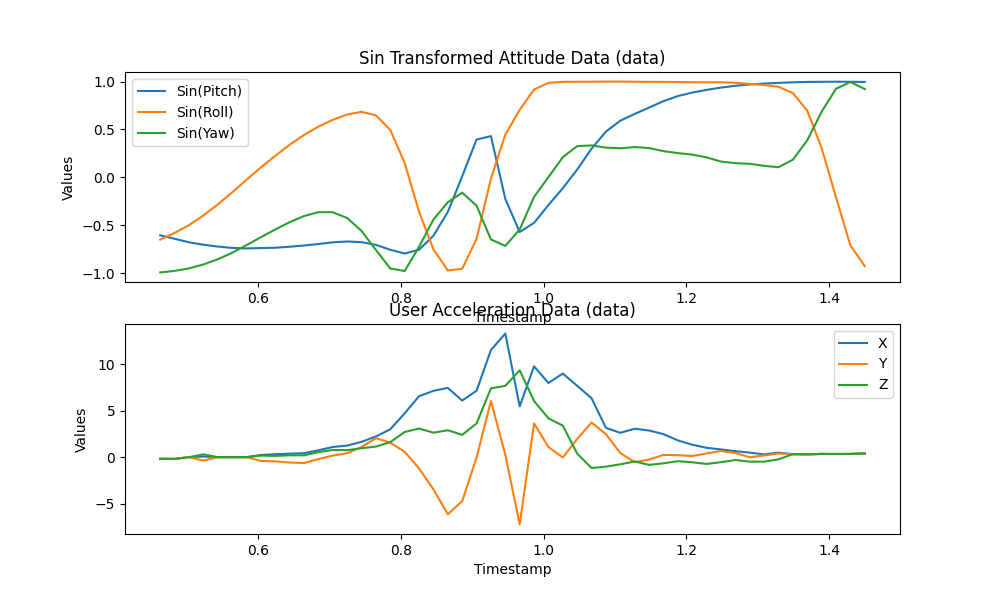 Sin Transformed Attitude Data (data)
Values
1.0
0.5
0.0
−0.5
−1.0
Sin(Pitch)
Sin(Roll)
Sin(Yaw)
0.6 0.8 1.0 1.2 1.4
Timestamp
User Acceleration Data (data)
Values
10
5
0
−5
X
Y
Z
0.6 0.8 1.0 1.2 1.4
Timestamp